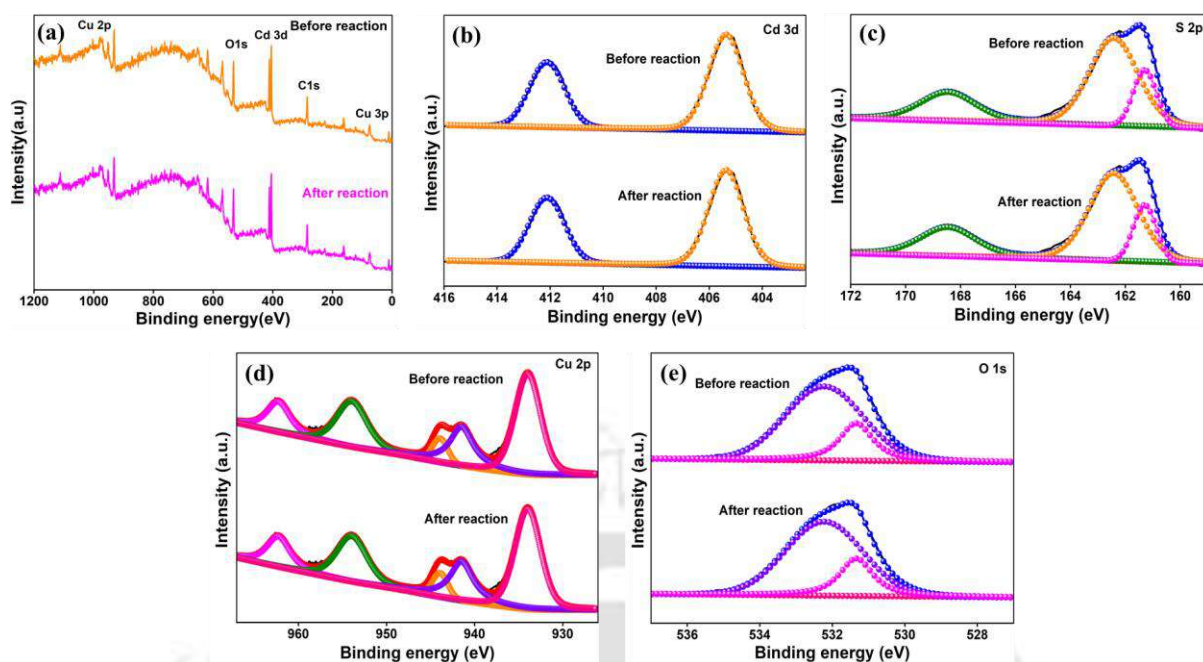 (a)
Cu 2p
O1s
Cd 3d
Before reaction
C1s
Cu 3p
After reaction
Intensity(a.u)
1200 1000 800 600 400 200 0
Binding energy(eV)
(b)
Cd 3d
Before reaction
After reaction
Intensity (a.u.)
416 414 412 410 408 406 404
Binding energy (eV)
(c)
S 2p
Before reaction
After reaction
Intensity (a.u.)
172 170 168 166 164 162 160
Binding energy (eV)
(d)
Cu 2p
Before reaction
After reaction
Intensity (a.u.)
960 950 940 930
Binding energy (eV)
(e)
O 1s
Before reaction
After reaction
Intensity (a.u.)
536 534 532 530 528
Binding energy (eV)